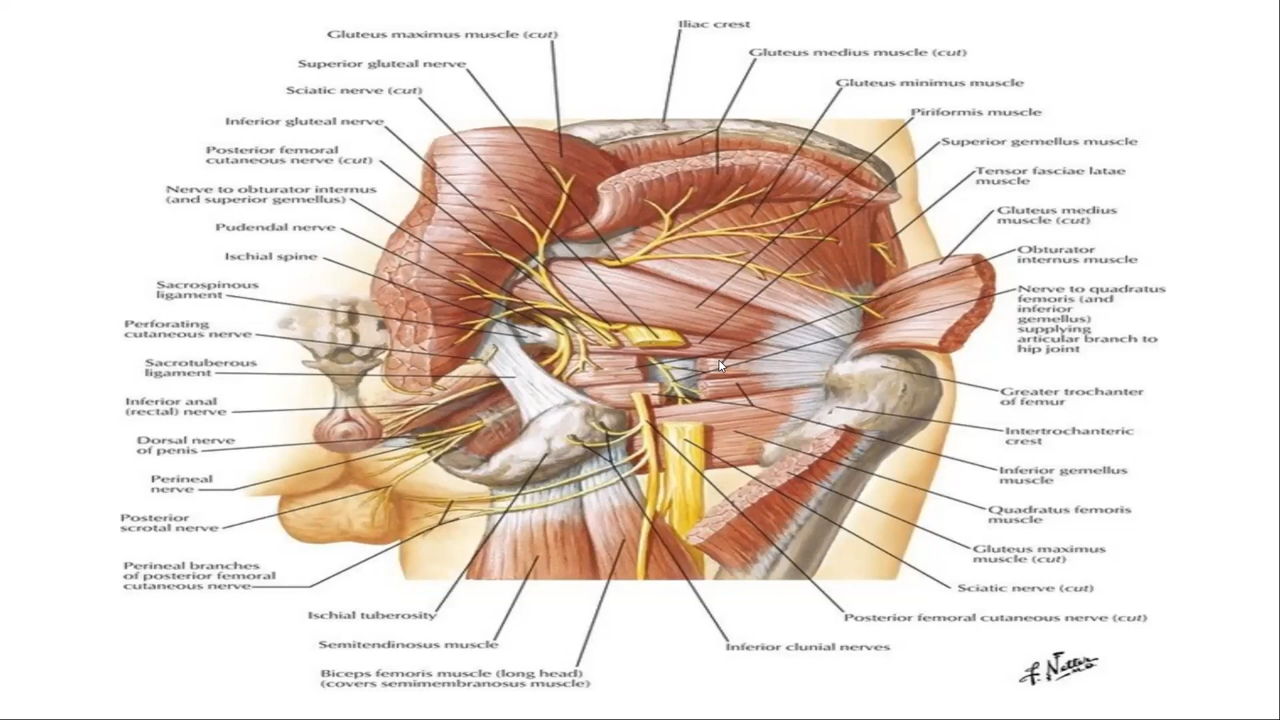 Gluteus maximus muscle (cut)
Superior gluteal nerve
Sciatic nerve (cut)
Inferior gluteal nerve
Posterior femoral
cutaneous nerve (cut)
Nerve to obturator internus
(and superior gemellus)
Pudendal nerve
Ischial spine
Sacrospinous
ligament
Perforating
cutaneous nerve
Sacrotuberous
ligament
Inferior anal
(rectal) nerve
Dorsal nerve
of penis
Perineal
nerve
Posterior
scrotal nerve
Perineal branches
of posterior femoral
cutaneous nerve
Ischial tuberosity
Semitendinosus muscle
Biceps femoris muscle (long head)
(covers semimembranosus muscle)
Iliac crest
Gluteus medius muscle (cut)
Gluteus minimus muscle
Piriformis muscle
Superior gemellus muscle
Tensor fasciae latae
muscle
Gluteus medius
muscle (cut)
Obturator
internus muscle
Nerve to quadratus
femoris (and
inferior
gemellus)
supplying
articular branch to
hip joint
Greater trochanter
of femur
Intertrochanteric
crest
Inferior gemellus
muscle
Quadratus femoris
muscle
Gluteus maximus
muscle (cut)
Sciatic nerve (cut)
Posterior femoral cutaneous nerve (cut)
Inferior clunial nerves
F. Netter